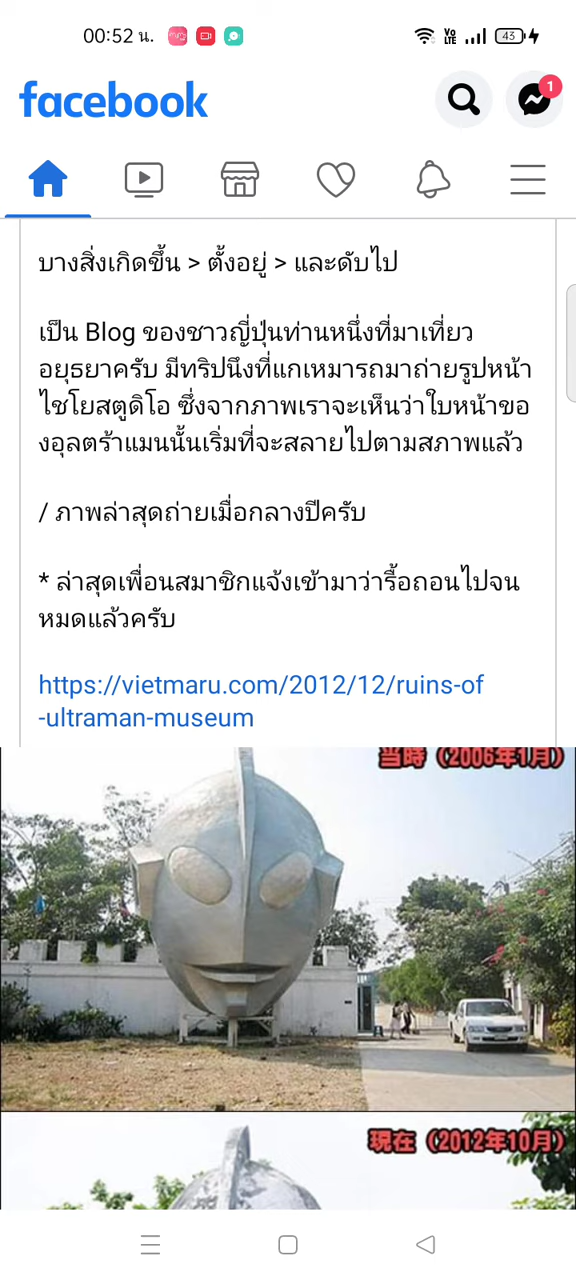 00:52 น.
VO LTE
43
facebook
1
บางสิ่งเกิดขึ้น > ตั้งอยู่ > และดับไป
เป็น Blog ของชาวญี่ปุ่นท่านหนึ่งที่มาเที่ยว
อยุธยาครับ มีทริปนึงที่แกเหมารถมาถ่ายรูปหน้า
ไชโยสตูดิโอ ซึ่งจากภาพเราจะเห็นว่าใบหน้าขอ
งอุลตร้าแมนนั้นเริ่มที่จะสลายไปตามสภาพแล้ว
/ ภาพล่าสุดถ่ายเมื่อกลางปีครับ
* ล่าสุดเพื่อนสมาชิกแจ้งเข้ามาว่ารื้อถอนไปจน
หมดแล้วครับ
https://vietmaru.com/2012/12/ruins-of
-ultraman-museum
当時（2006年1月）
現在（2012年10月）